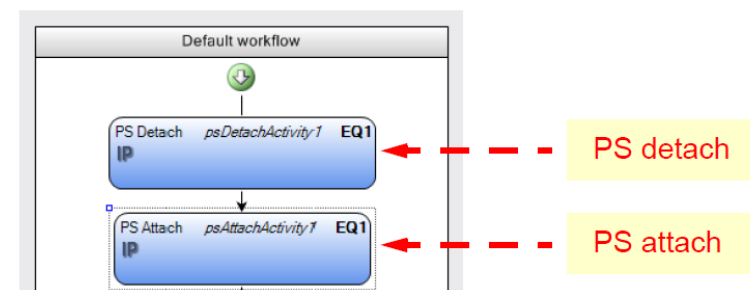 Default workflow
PS Detach psDetachActivity1 EQ1
IP
PS detach
PS Attach psAttachActivity1 EQ1
IP
PS attach